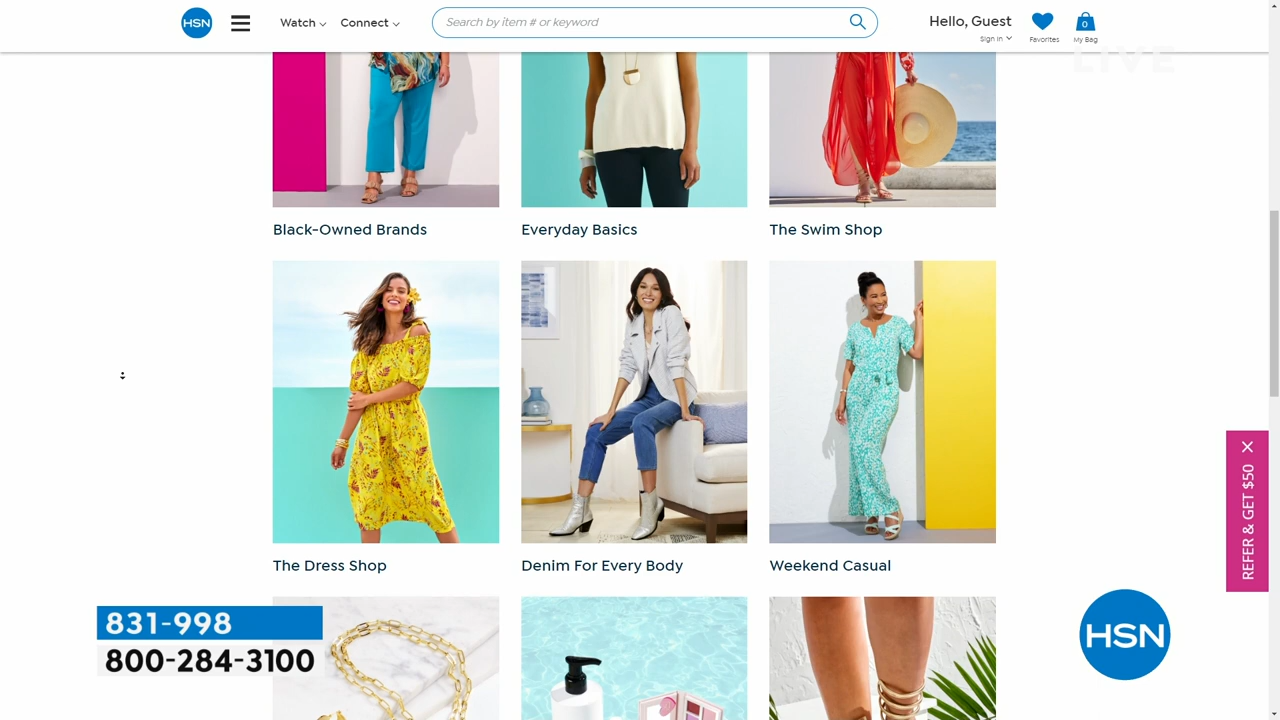 HSN
Watch
Connect
Search by item # or keyword
Hello, Guest
Sign In
Favorites
0
My Bag
LIVE
Black-Owned Brands
Everyday Basics
The Swim Shop
The Dress Shop
Denim For Every Body
Weekend Casual
REFER & GET $50
831-998
800-284-3100
HSN